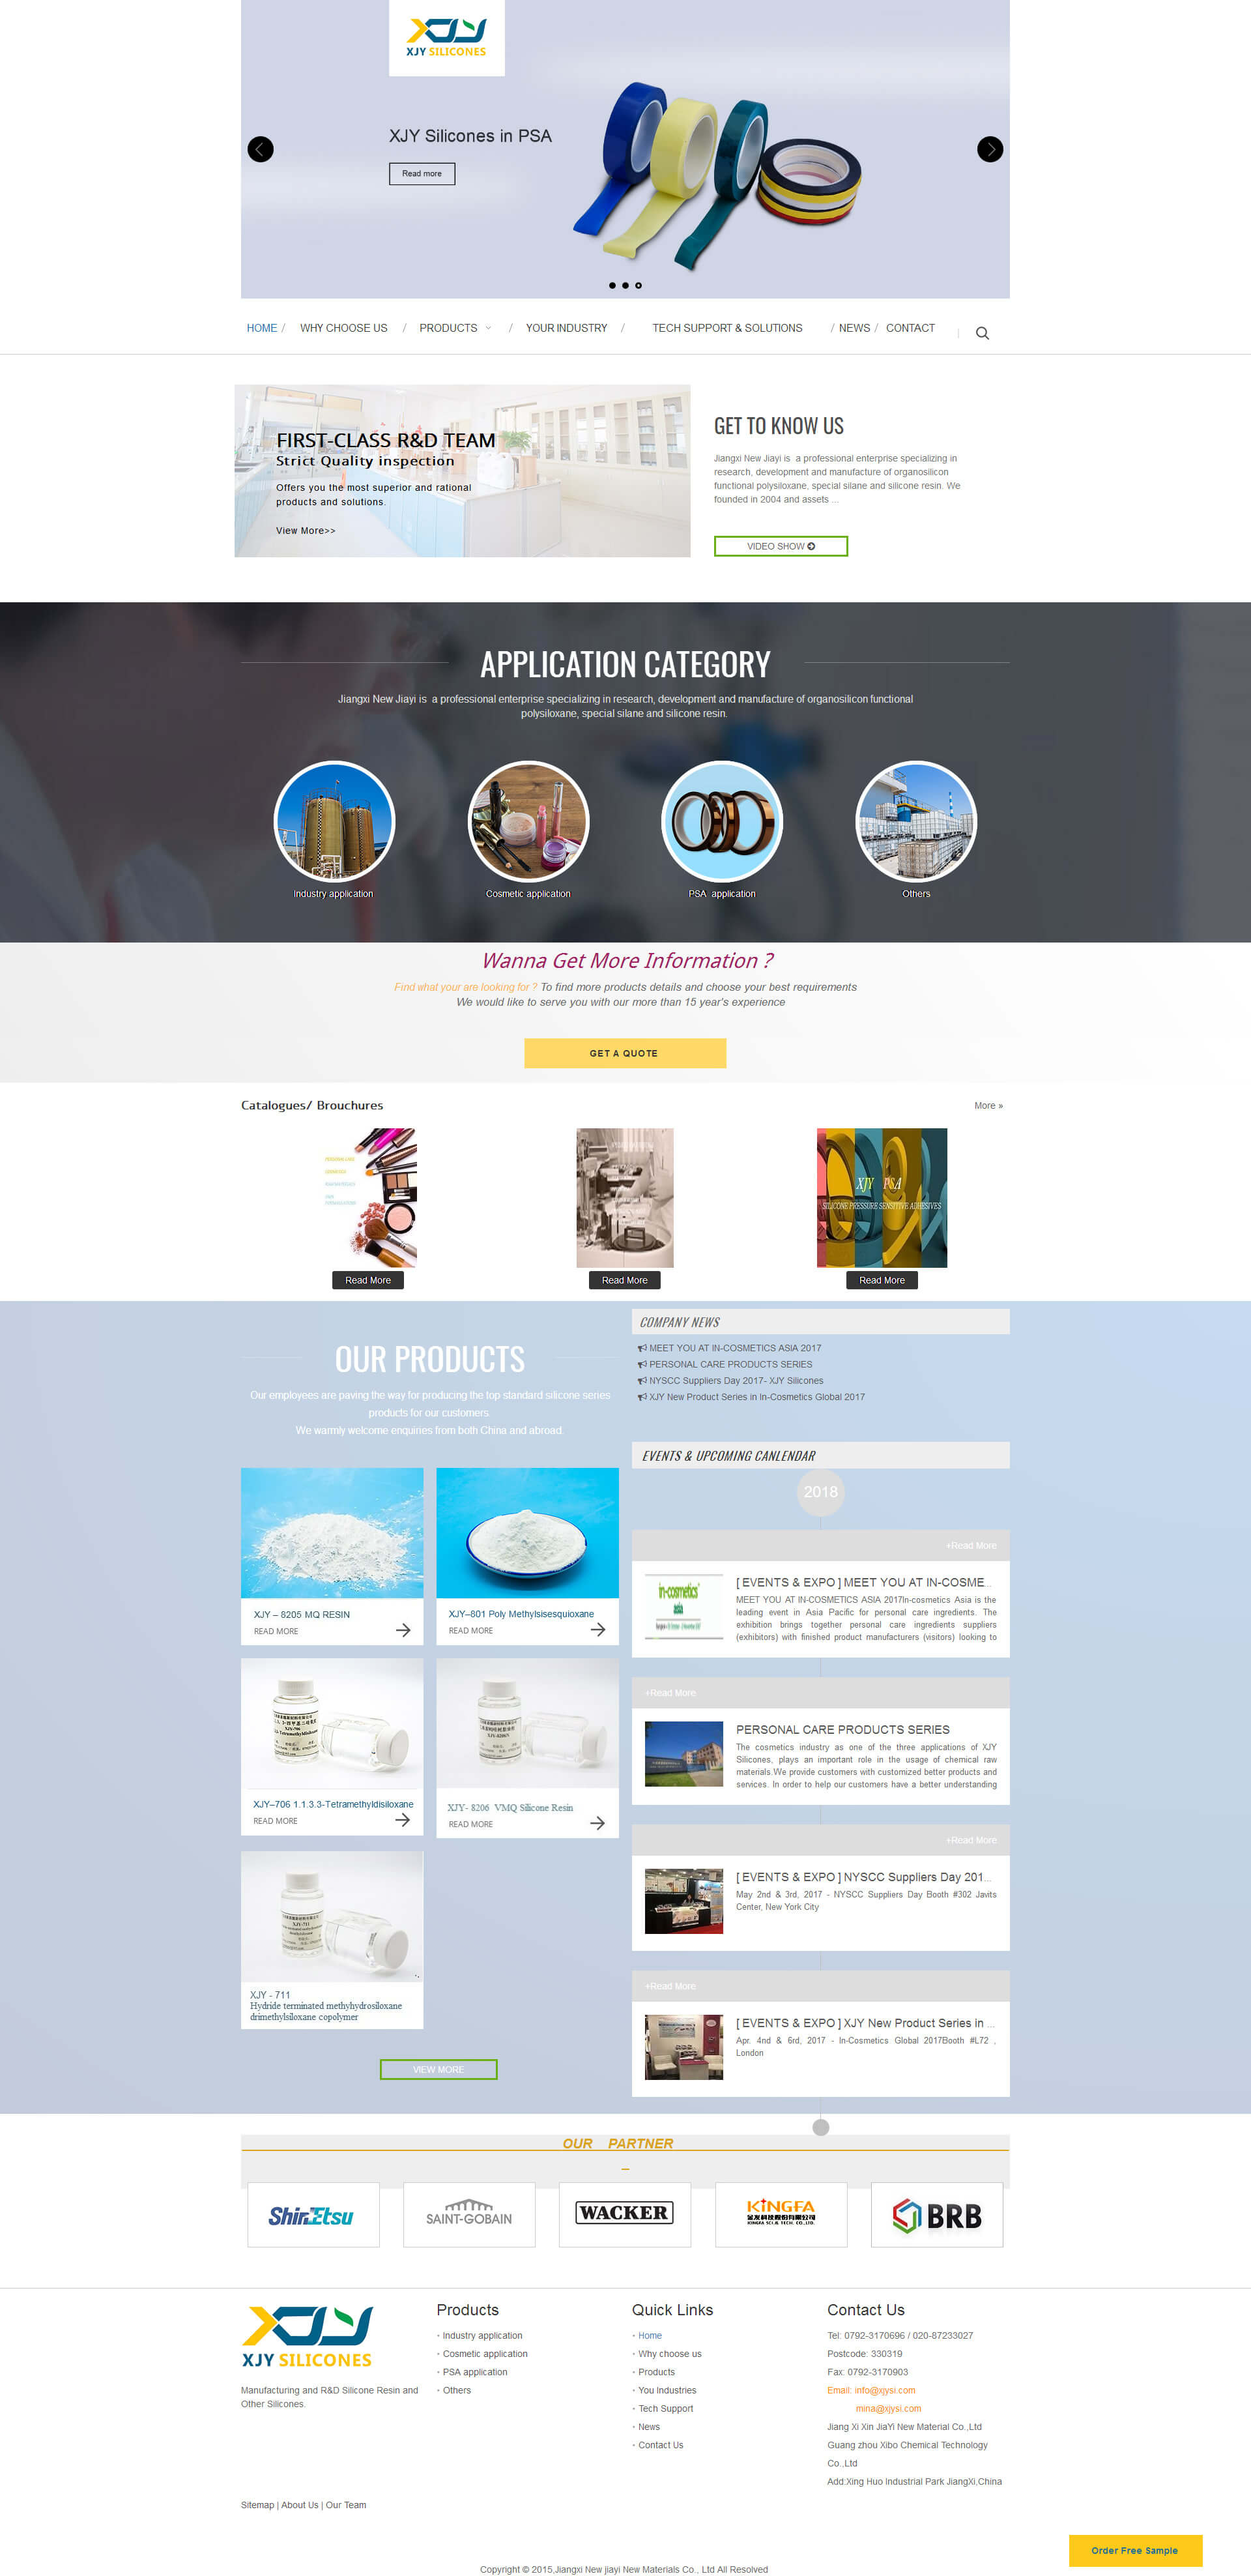 XJY SILICONES
XJY Silicones in PSA
Read more
HOME / WHY CHOOSE US / PRODUCTS / YOUR INDUSTRY / TECH SUPPORT & SOLUTIONS / NEWS / CONTACT
FIRST-CLASS R&D TEAM
Strict Quality inspection
Offers you the most superior and rational
products and solutions.
View More>>
GET TO KNOW US
Jiangxi New Jiayi is a professional enterprise specializing in
research, development and manufacture of organosilicon
functional polysiloxane, special silane and silicone resin. We
founded in 2004 and assets ...
VIDEO SHOW
APPLICATION CATEGORY
Jiangxi New Jiayi is a professional enterprise specializing in research, development and manufacture of organosilicon functional
polysiloxane, special silane and silicone resin.
Industry application
Cosmetic application
PSA application
Others
Wanna Get More Information ?
Find what your are looking for ? To find more products details and choose your best requirements
We would like to serve you with our more than 15 year's experience
GET A QUOTE
Catalogues/ Brouchures
More »
XJY PSA
SILICONE PRESSURE SENSITIVE ADHESIVES
Read More
Read More
Read More
OUR PRODUCTS
Our employees are paving the way for producing the top standard silicone series
products for our customers.
We warmly welcome enquiries from both China and abroad.
XJY – 8205 MQ RESIN
READ MORE
XJY–801 Poly Methylsisesquioxane
READ MORE
XJY-706
XJY–706 1.1.3.3-Tetramethyldisiloxane
READ MORE
XJY- 8206 VMQ Silicone Resin
READ MORE
XJY-711
XJY - 711
Hydride terminated methyhydrosiloxane
drimethylsiloxane copolymer
VIEW MORE
COMPANY NEWS
MEET YOU AT IN-COSMETICS ASIA 2017
PERSONAL CARE PRODUCTS SERIES
NYSCC Suppliers Day 2017- XJY Silicones
XJY New Product Series in In-Cosmetics Global 2017
EVENTS & UPCOMING CANLENDAR
2018
+Read More
in-cosmetics
asia
[ EVENTS & EXPO ] MEET YOU AT IN-COSME...
MEET YOU AT IN-COSMETICS ASIA 2017In-cosmetics Asia is the
leading event in Asia Pacific for personal care ingredients. The
exhibition brings together personal care ingredients suppliers
(exhibitors) with finished product manufacturers (visitors) looking to
+Read More
PERSONAL CARE PRODUCTS SERIES
The cosmetics industry as one of the three applications of XJY
Silicones, plays an important role in the usage of chemical raw
materials.We provide customers with customized better products and
services. In order to help our customers have a better understanding
+Read More
[ EVENTS & EXPO ] NYSCC Suppliers Day 201...
May 2nd & 3rd, 2017 - NYSCC Suppliers Day Booth #302 Javits
Center, New York City
+Read More
[ EVENTS & EXPO ] XJY New Product Series in ...
Apr. 4nd & 6rd, 2017 - In-Cosmetics Global 2017Booth #L72 ,
London
OUR PARTNER
ShinEtsu
SAINT-GOBAIN
WACKER
KINGFA
金发科技股份有限公司
KINGFA SCI.& TECH. CO.,LTD.
BRB
XJY SILICONES
Manufacturing and R&D Silicone Resin and
Other Silicones.
Products
· Industry application
· Cosmetic application
· PSA application
· Others
Quick Links
· Home
· Why choose us
· Products
· You Industries
· Tech Support
· News
· Contact Us
Contact Us
Tel: 0792-3170696 / 020-87233027
Postcode: 330319
Fax: 0792-3170903
Email: info@xjysi.com
mina@xjysi.com
Jiang Xi Xin JiaYi New Material Co.,Ltd
Guang zhou Xibo Chemical Technology
Co.,Ltd
Add:Xing Huo Industrial Park JiangXi,China
Sitemap | About Us | Our Team
Order Free Sample
Copyright © 2015,Jiangxi New jiayi New Materials Co., Ltd All Resolved